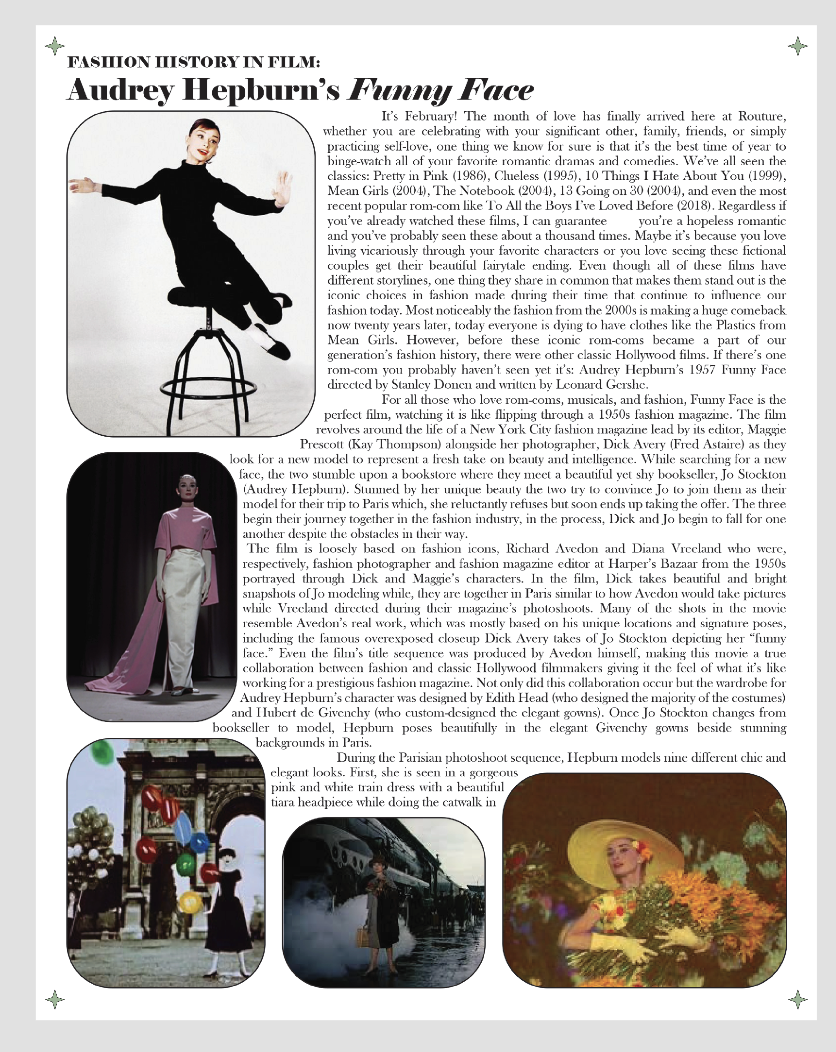 FASHION HISTORY IN FILM:
Audrey Hepburn's Funny Face
It's February! The month of love has finally arrived here at Routure,
whether you are celebrating with your significant other, family, friends, or simply
practicing self-love, one thing we know for sure is that it's the best time of year to
binge-watch all of your favorite romantic dramas and comedies. We've all seen the
classics: Pretty in Pink (1986), Clueless (1995), 10 Things I Hate About You (1999),
Mean Girls (2004), The Notebook (2004), 13 Going on 30 (2004), and even the most
recent popular rom-com like To All the Boys I've Loved Before (2018). Regardless if
you've already watched these films, I can guarantee you're a hopeless romantic
and you've probably seen these about a thousand times. Maybe it's because you love
living vicariously through your favorite characters or you love seeing these fictional
couples get their beautiful fairytale ending. Even though all of these films have
different storylines, one thing they share in common that makes them stand out is the
iconic choices in fashion made during their time that continue to influence our
fashion today. Most noticeably the fashion from the 2000s is making a huge comeback
now twenty years later, today everyone is dying to have clothes like the Plastics from
Mean Girls. However, before these iconic rom-coms became a part of our
generation's fashion history, there were other classic Hollywood films. If there's one
rom-com you probably haven't seen yet it's: Audrey Hepburn's 1957 Funny Face
directed by Stanley Donen and written by Leonard Gershe.
For all those who love rom-coms, musicals, and fashion, Funny Face is the
perfect film, watching it is like flipping through a 1950s fashion magazine. The film
revolves around the life of a New York City fashion magazine lead by its editor, Maggie
Prescott (Kay Thompson) alongside her photographer, Dick Avery (Fred Astaire) as they
look for a new model to represent a fresh take on beauty and intelligence. While searching for a new
face, the two stumble upon a bookstore where they meet a beautiful yet shy bookseller, Jo Stockton
(Audrey Hepburn). Stunned by her unique beauty the two try to convince Jo to join them as their
model for their trip to Paris which, she reluctantly refuses but soon ends up taking the offer. The three
begin their journey together in the fashion industry, in the process, Dick and Jo begin to fall for one
another despite the obstacles in their way.
The film is loosely based on fashion icons, Richard Avedon and Diana Vreeland who were,
respectively, fashion photographer and fashion magazine editor at Harper's Bazaar from the 1950s
portrayed through Dick and Maggie's characters. In the film, Dick takes beautiful and bright
snapshots of Jo modeling while, they are together in Paris similar to how Avedon would take pictures
while Vreeland directed during their magazine's photoshoots. Many of the shots in the movie
resemble Avedon's real work, which was mostly based on his unique locations and signature poses,
including the famous overexposed closeup Dick Avery takes of Jo Stockton depicting her "funny
face." Even the film's title sequence was produced by Avedon himself, making this movie a true
collaboration between fashion and classic Hollywood filmmakers giving it the feel of what it's like
working for a prestigious fashion magazine. Not only did this collaboration occur but the wardrobe for
Audrey Hepburn's character was designed by Edith Head (who designed the majority of the costumes)
and Hubert de Givenchy (who custom-designed the elegant gowns). Once Jo Stockton changes from
bookseller to model, Hepburn poses beautifully in the elegant Givenchy gowns beside stunning
backgrounds in Paris.
During the Parisian photoshoot sequence, Hepburn models nine different chic and
elegant looks. First, she is seen in a gorgeous
pink and white train dress with a beautiful
tiara headpiece while doing the catwalk in